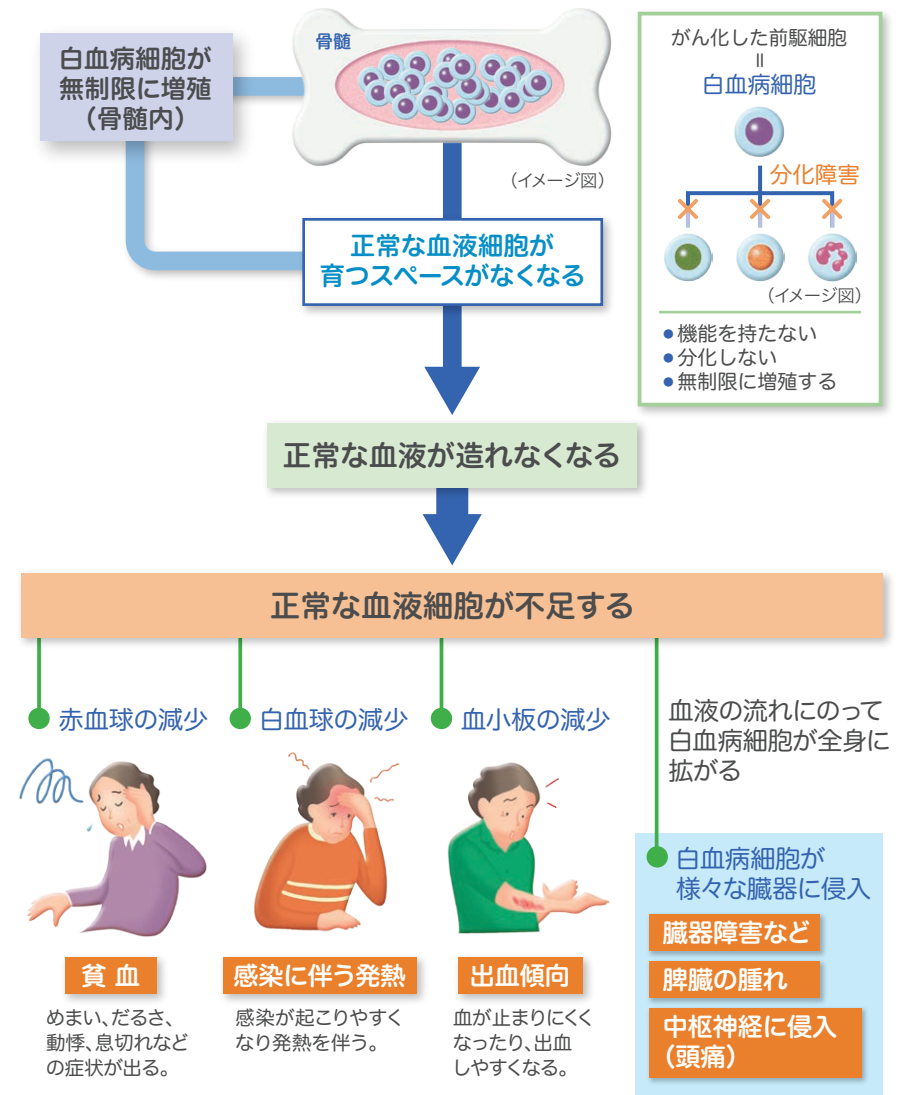 白血病細胞が
無制限に増殖
（骨髄内）
骨髄
（イメージ図）
正常な血液細胞が
育つスペースがなくなる
がん化した前駆細胞
＝
白血病細胞
分化障害
（イメージ図）
●機能を持たない
●分化しない
●無制限に増殖する
正常な血液が造れなくなる
正常な血液細胞が不足する
赤血球の減少
貧血
めまい、だるさ、
動悸、息切れなど
の症状が出る。
白血球の減少
感染に伴う発熱
感染が起こりやすく
なり発熱を伴う。
血小板の減少
出血傾向
血が止まりにくく
なったり、出血
しやすくなる。
血液の流れにのって
白血病細胞が全身に
拡がる
白血病細胞が
様々な臓器に侵入
臓器障害など
脾臓の腫れ
中枢神経に侵入
（頭痛）